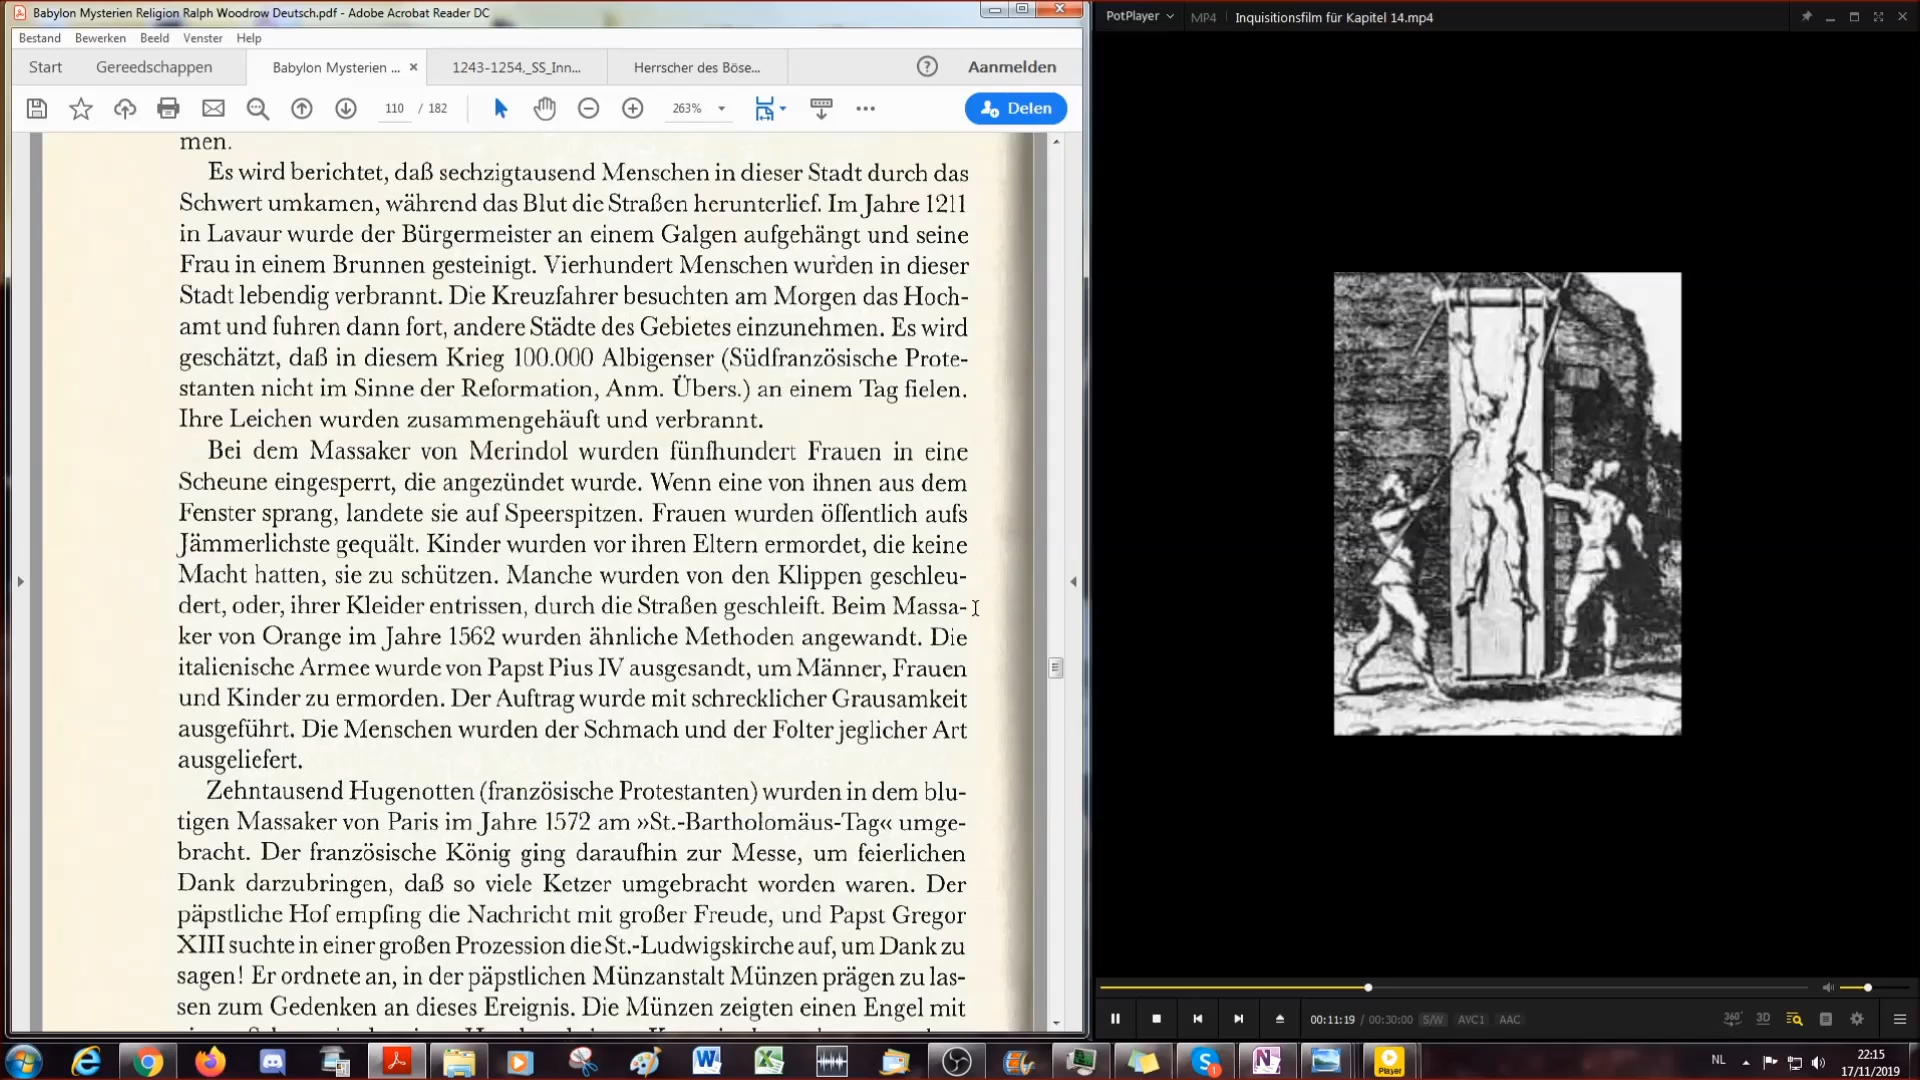 Babylon Mysterien Religion Ralph Woodrow Deutsch.pdf - Adobe Acrobat Reader DC
Bestand Bewerken Beeld Venster Help
Start Gereedschappen Babylon Mysterien ... × 1243-1254,_SS_Inn... Herrscher des Böse... Aanmelden
110 / 182 263% Delen
men.
Es wird berichtet, daß sechzigtausend Menschen in dieser Stadt durch das
Schwert umkamen, während das Blut die Straßen herunterlief. Im Jahre 1211
in Lavaur wurde der Bürgermeister an einem Galgen aufgehängt und seine
Frau in einem Brunnen gesteinigt. Vierhundert Menschen wurden in dieser
Stadt lebendig verbrannt. Die Kreuzfahrer besuchten am Morgen das Hoch-
amt und fuhren dann fort, andere Städte des Gebietes einzunehmen. Es wird
geschätzt, daß in diesem Krieg 100.000 Albigenser (Südfranzösische Prote-
stanten nicht im Sinne der Reformation, Anm. Übers.) an einem Tag fielen.
Ihre Leichen wurden zusammengehäuft und verbrannt.
Bei dem Massaker von Merindol wurden fünfhundert Frauen in eine
Scheune eingesperrt, die angezündet wurde. Wenn eine von ihnen aus dem
Fenster sprang, landete sie auf Speerspitzen. Frauen wurden öffentlich aufs
Jämmerlichste gequält. Kinder wurden vor ihren Eltern ermordet, die keine
Macht hatten, sie zu schützen. Manche wurden von den Klippen geschleu-
dert, oder, ihrer Kleider entrissen, durch die Straßen geschleift. Beim Massa-
ker von Orange im Jahre 1562 wurden ähnliche Methoden angewandt. Die
italienische Armee wurde von Papst Pius IV ausgesandt, um Männer, Frauen
und Kinder zu ermorden. Der Auftrag wurde mit schrecklicher Grausamkeit
ausgeführt. Die Menschen wurden der Schmach und der Folter jeglicher Art
ausgeliefert.
Zehntausend Hugenotten (französische Protestanten) wurden in dem blu-
tigen Massaker von Paris im Jahre 1572 am »St.-Bartholomäus-Tag« umge-
bracht. Der französische König ging daraufhin zur Messe, um feierlichen
Dank darzubringen, daß so viele Ketzer umgebracht worden waren. Der
päpstliche Hof empfing die Nachricht mit großer Freude, und Papst Gregor
XIII suchte in einer großen Prozession die St.-Ludwigskirche auf, um Dank zu
sagen! Er ordnete an, in der päpstlichen Münzanstalt Münzen prägen zu las-
sen zum Gedenken an dieses Ereignis. Die Münzen zeigten einen Engel mit
PotPlayer MP4 Inquisitionsfilm für Kapitel 14.mp4
00:11:19 / 00:30:00 S/W AVC1 AAC 360° 3D
NL 22:15
17/11/2019